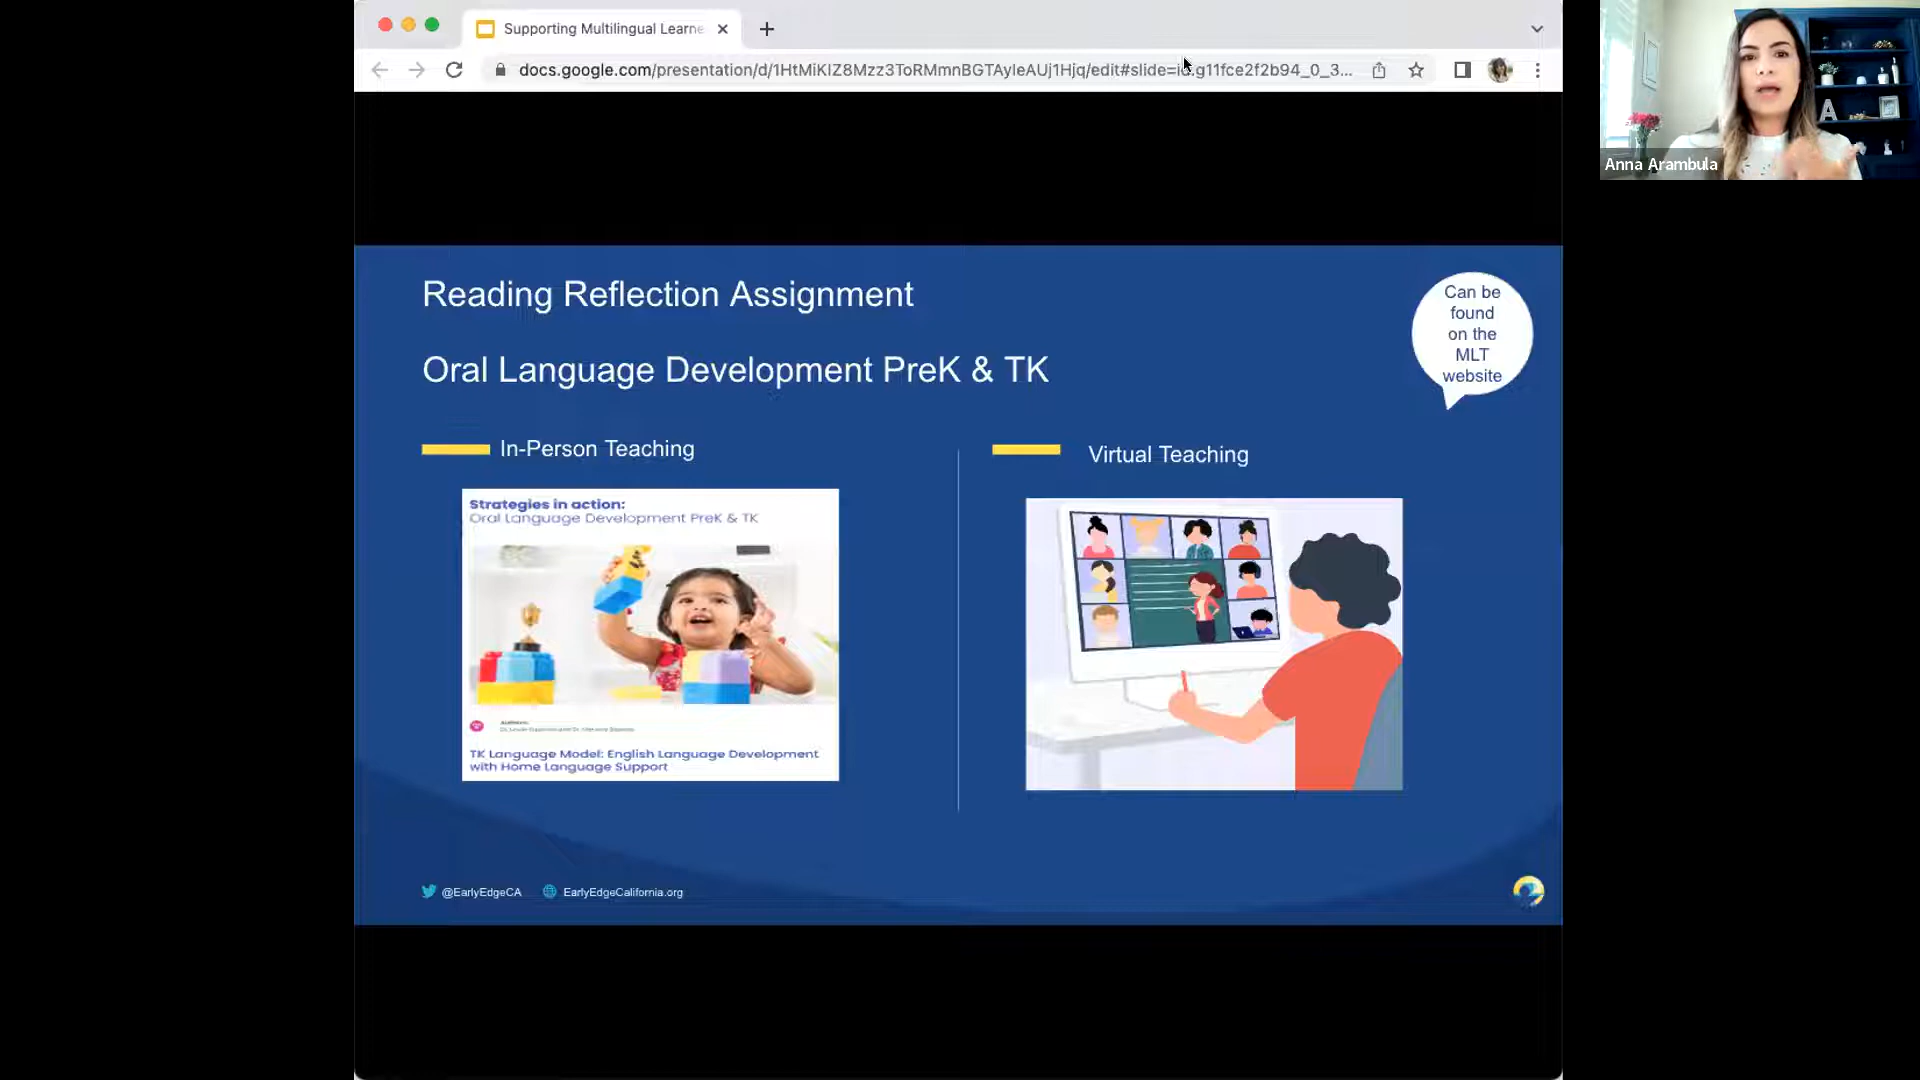 Supporting Multilingual Learne
docs.google.com/presentation/d/1HtMiKIZ8Mzz3ToRMmnBGTAyleAUj1Hjq/edit#slide=id.g11fce2f2b94_0_3...
Anna Arambula
Reading Reflection Assignment
Oral Language Development PreK & TK
Can be
found
on the
MLT
website
In-Person Teaching
Virtual Teaching
Strategies in action:
Oral Language Development PreK & TK
Authors:
TK Language Model: English Language Development
with Home Language Support
@EarlyEdgeCA
EarlyEdgeCalifornia.org